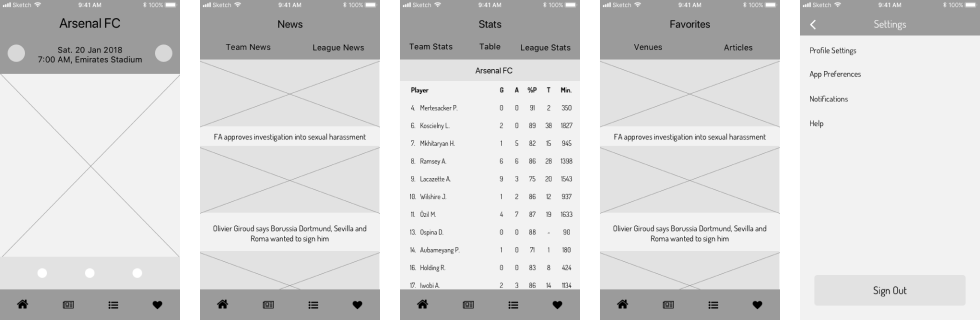 Sketch 9:41 AM 100%
Arsenal FC
Sat. 20 Jan 2018
7:00 AM, Emirates Stadium
Sketch 9:41 AM 100%
News
Team News League News
FA approves investigation into sexual harassment
Olivier Giroud says Borussia Dortmund, Sevilla and
Roma wanted to sign him
Sketch 9:41 AM 100%
Stats
Team Stats Table League Stats
Arsenal FC
Player G A %P T Min.
4. Mertesacker P. 0 0 91 2 350
6. Koscielny L. 2 0 89 38 1827
7. Mkhitaryan H. 1 5 82 15 945
8. Ramsey A. 6 6 86 28 1398
9. Lacazette A. 9 3 75 20 1543
10. Wilshire J. 1 2 86 12 937
11. Özil M. 4 7 87 19 1633
13. Ospina D. 0 0 88 - 90
14. Aubameyang P. 1 0 71 1 180
16. Holding R. 0 0 83 8 424
17. Iwobi A. 2 3 86 14 1134
Sketch 9:41 AM 100%
Favorites
Venues Articles
FA approves investigation into sexual harassment
Olivier Giroud says Borussia Dortmund, Sevilla and
Roma wanted to sign him
Sketch 9:41 AM 100%
Settings
Profile Settings
App Preferences
Notifications
Help
Sign Out